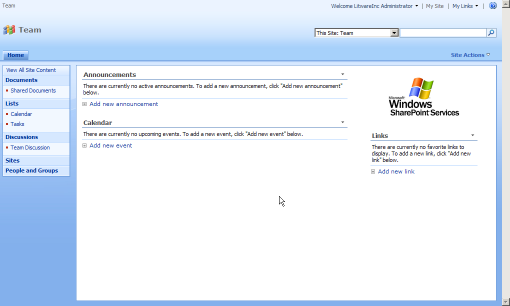 Team
Welcome LitwareInc Administrator
My Site
My Links
Team
This Site: Team
Home
Site Actions
View All Site Content
Documents
Shared Documents
Lists
Calendar
Tasks
Discussions
Team Discussion
Sites
People and Groups
Announcements
There are currently no active announcements. To add a new announcement, click "Add new announcement"
below.
Add new announcement
Calendar
There are currently no upcoming events. To add a new event, click "Add new event" below.
Add new event
Microsoft
Windows
SharePoint Services
Links
There are currently no favorite links to
display. To add a new link, click "Add new
link" below.
Add new link